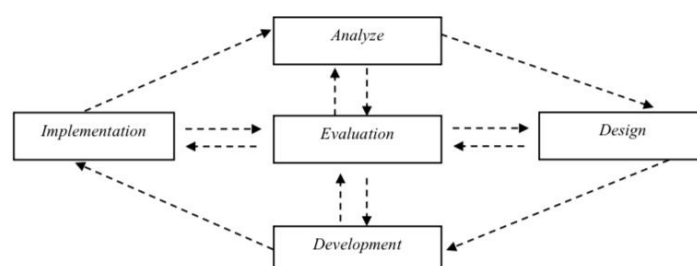 Analyze
Implementation
Evaluation
Design
Development